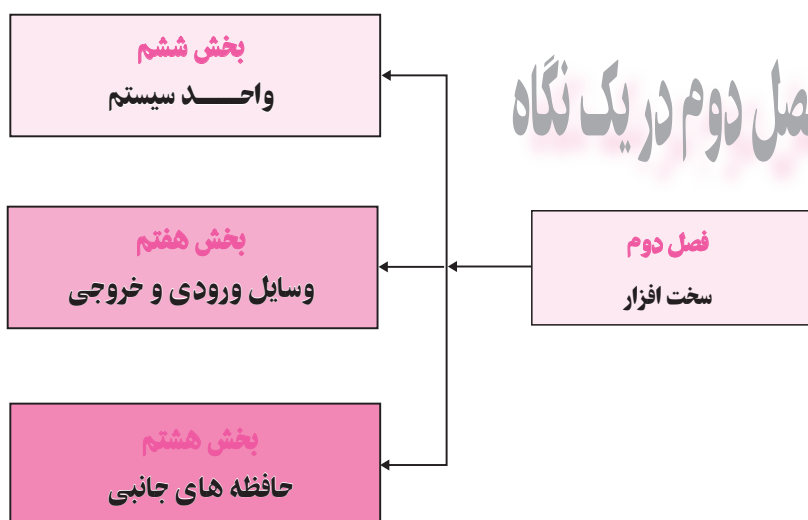 فصل دوم در یک نگاه
فصل دوم
سخت افزار
بخش ششم
واحـــد سیستم
بخش هفتم
وسایل ورودی و خروجی
بخش هشتم
حافظه های جانبی